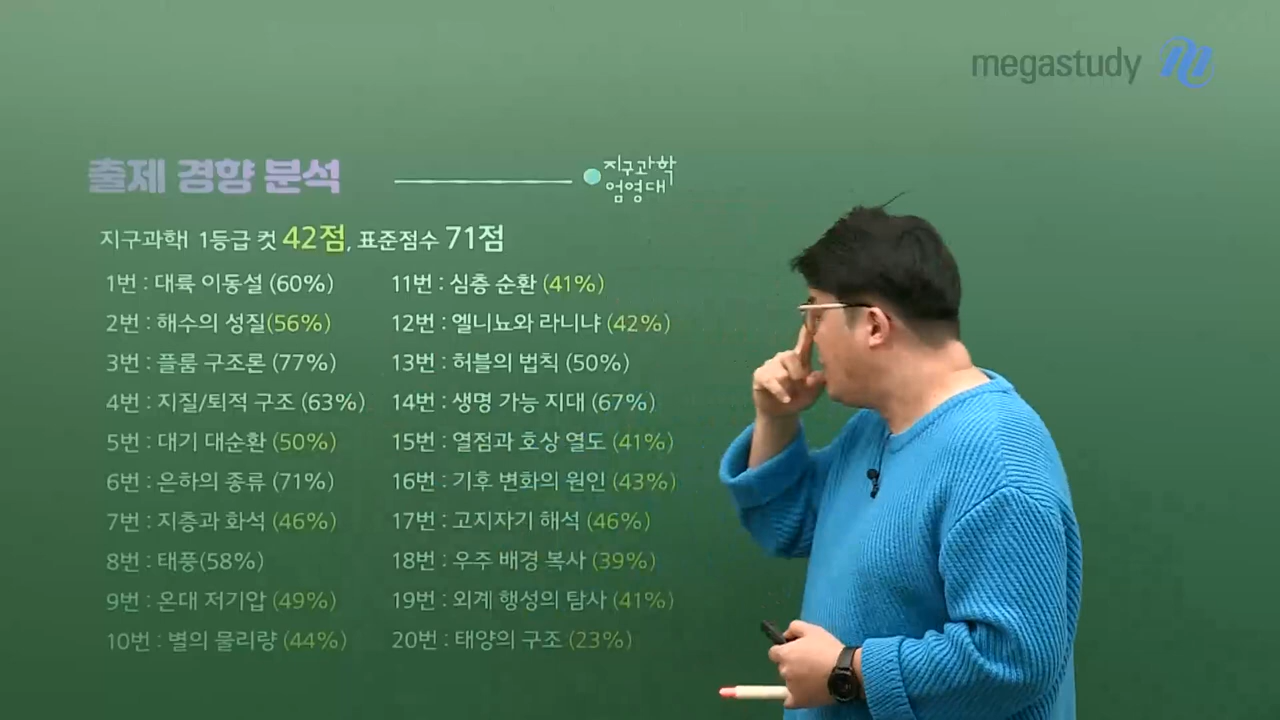 megastudy
출제 경향 분석
지구과학
엄영대
지구과학Ⅰ 1등급 컷 42점, 표준점수 71점
1번 : 대륙 이동설 (60%)
2번 : 해수의 성질(56%)
3번 : 플룸 구조론 (77%)
4번 : 지질/퇴적 구조 (63%)
5번 : 대기 대순환 (50%)
6번 : 은하의 종류 (71%)
7번 : 지층과 화석 (46%)
8번 : 태풍(58%)
9번 : 온대 저기압 (49%)
10번 : 별의 물리량 (44%)
11번 : 심층 순환 (41%)
12번 : 엘니뇨와 라니냐 (42%)
13번 : 허블의 법칙 (50%)
14번 : 생명 가능 지대 (67%)
15번 : 열점과 호상 열도 (41%)
16번 : 기후 변화의 원인 (43%)
17번 : 고지자기 해석 (46%)
18번 : 우주 배경 복사 (39%)
19번 : 외계 행성의 탐사 (41%)
20번 : 태양의 구조 (23%)